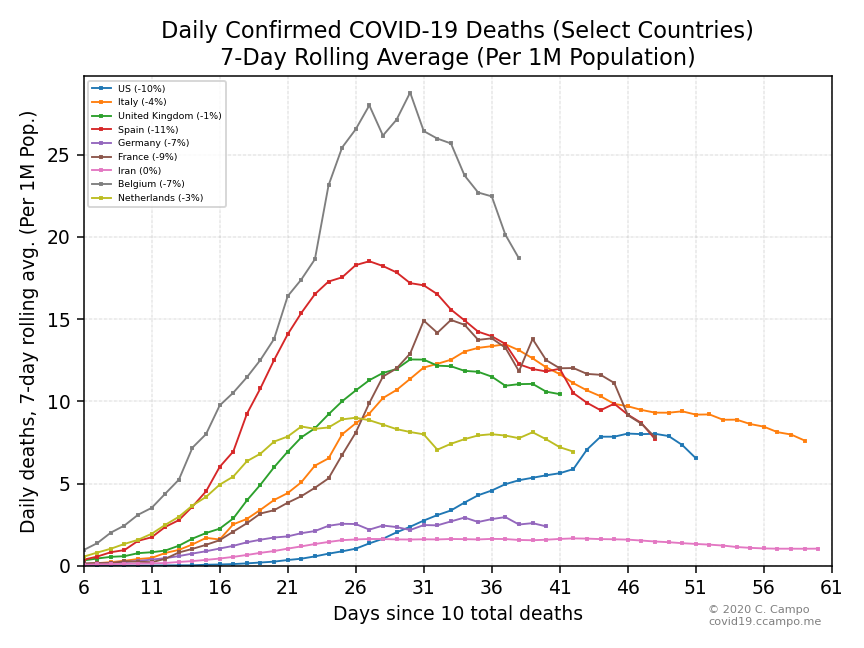 Daily Confirmed COVID-19 Deaths (Select Countries)
7-Day Rolling Average (Per 1M Population)
US (-10%)
Italy (-4%)
United Kingdom (-1%)
Spain (-11%)
Germany (-7%)
France (-9%)
Iran (0%)
Belgium (-7%)
Netherlands (-3%)
Daily deaths, 7-day rolling avg. (Per 1M Pop.)
25
20
15
10
5
0
6 11 16 21 26 31 36 41 46 51 56 61
Days since 10 total deaths
© 2020 C. Campo
covid19.ccampo.me